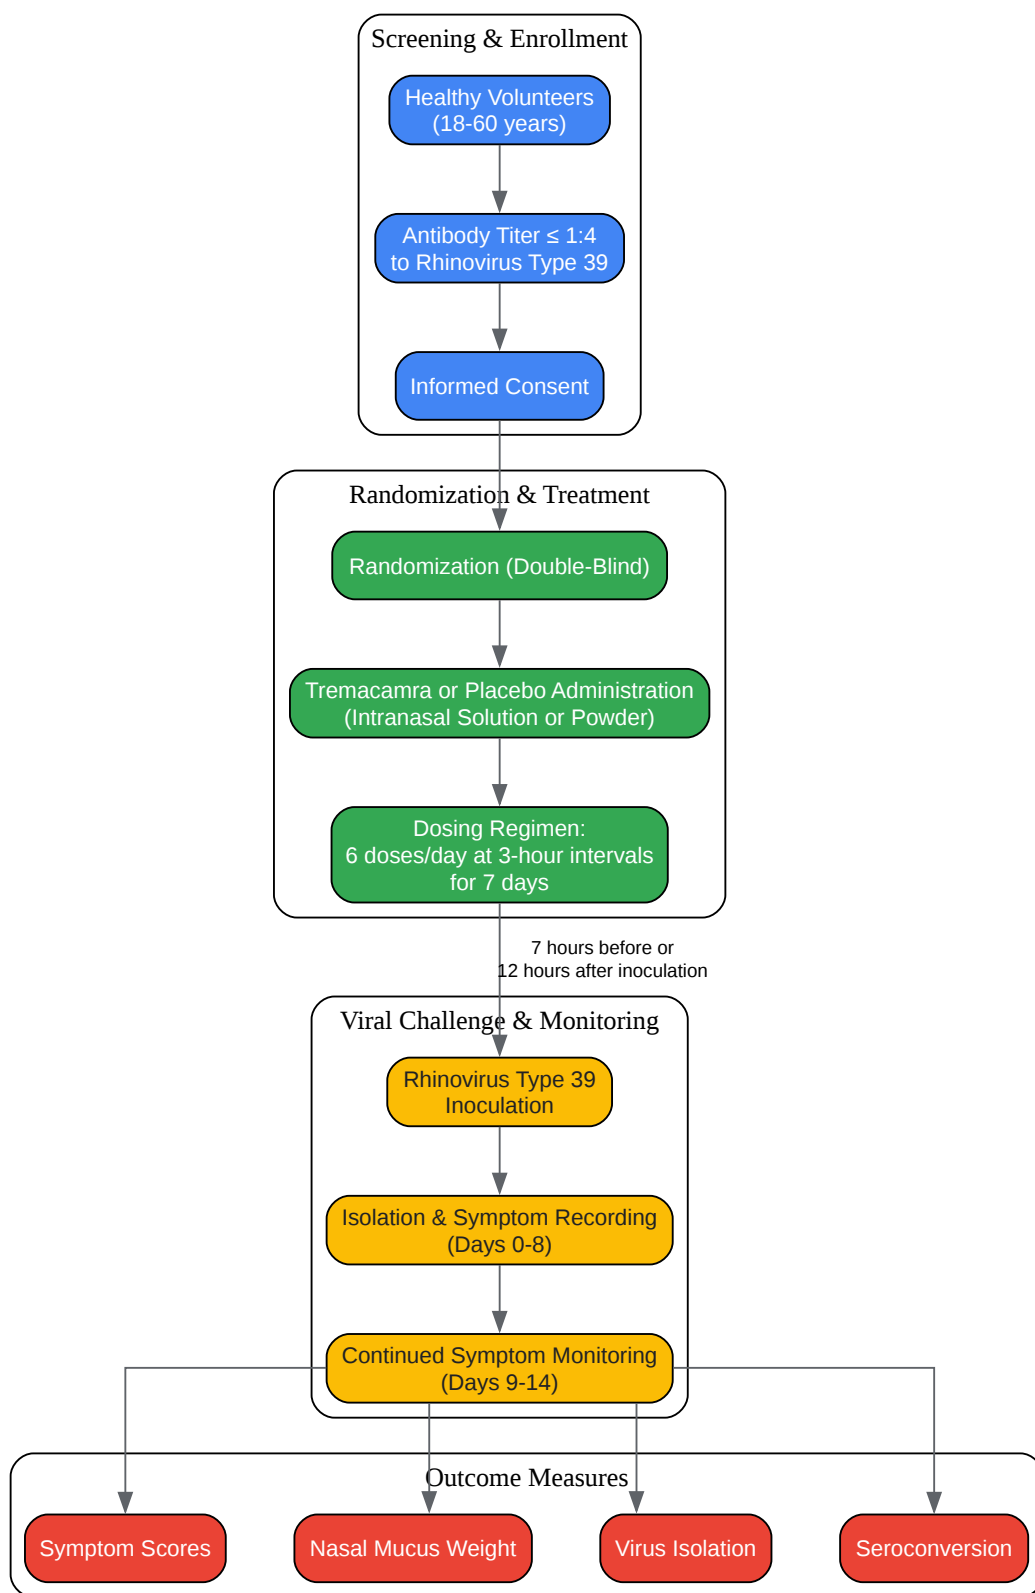 Screening & Enrollment
Healthy Volunteers
(18-60 years)
Antibody Titer ≤ 1:4
to Rhinovirus Type 39
Informed Consent
Randomization & Treatment
Randomization (Double-Blind)
Tremacamra or Placebo Administration
(Intranasal Solution or Powder)
Dosing Regimen:
6 doses/day at 3-hour intervals
for 7 days
7 hours before or
12 hours after inoculation
Viral Challenge & Monitoring
Rhinovirus Type 39
Inoculation
Isolation & Symptom Recording
(Days 0-8)
Continued Symptom Monitoring
(Days 9-14)
Outcome Measures
Symptom Scores
Nasal Mucus Weight
Virus Isolation
Seroconversion